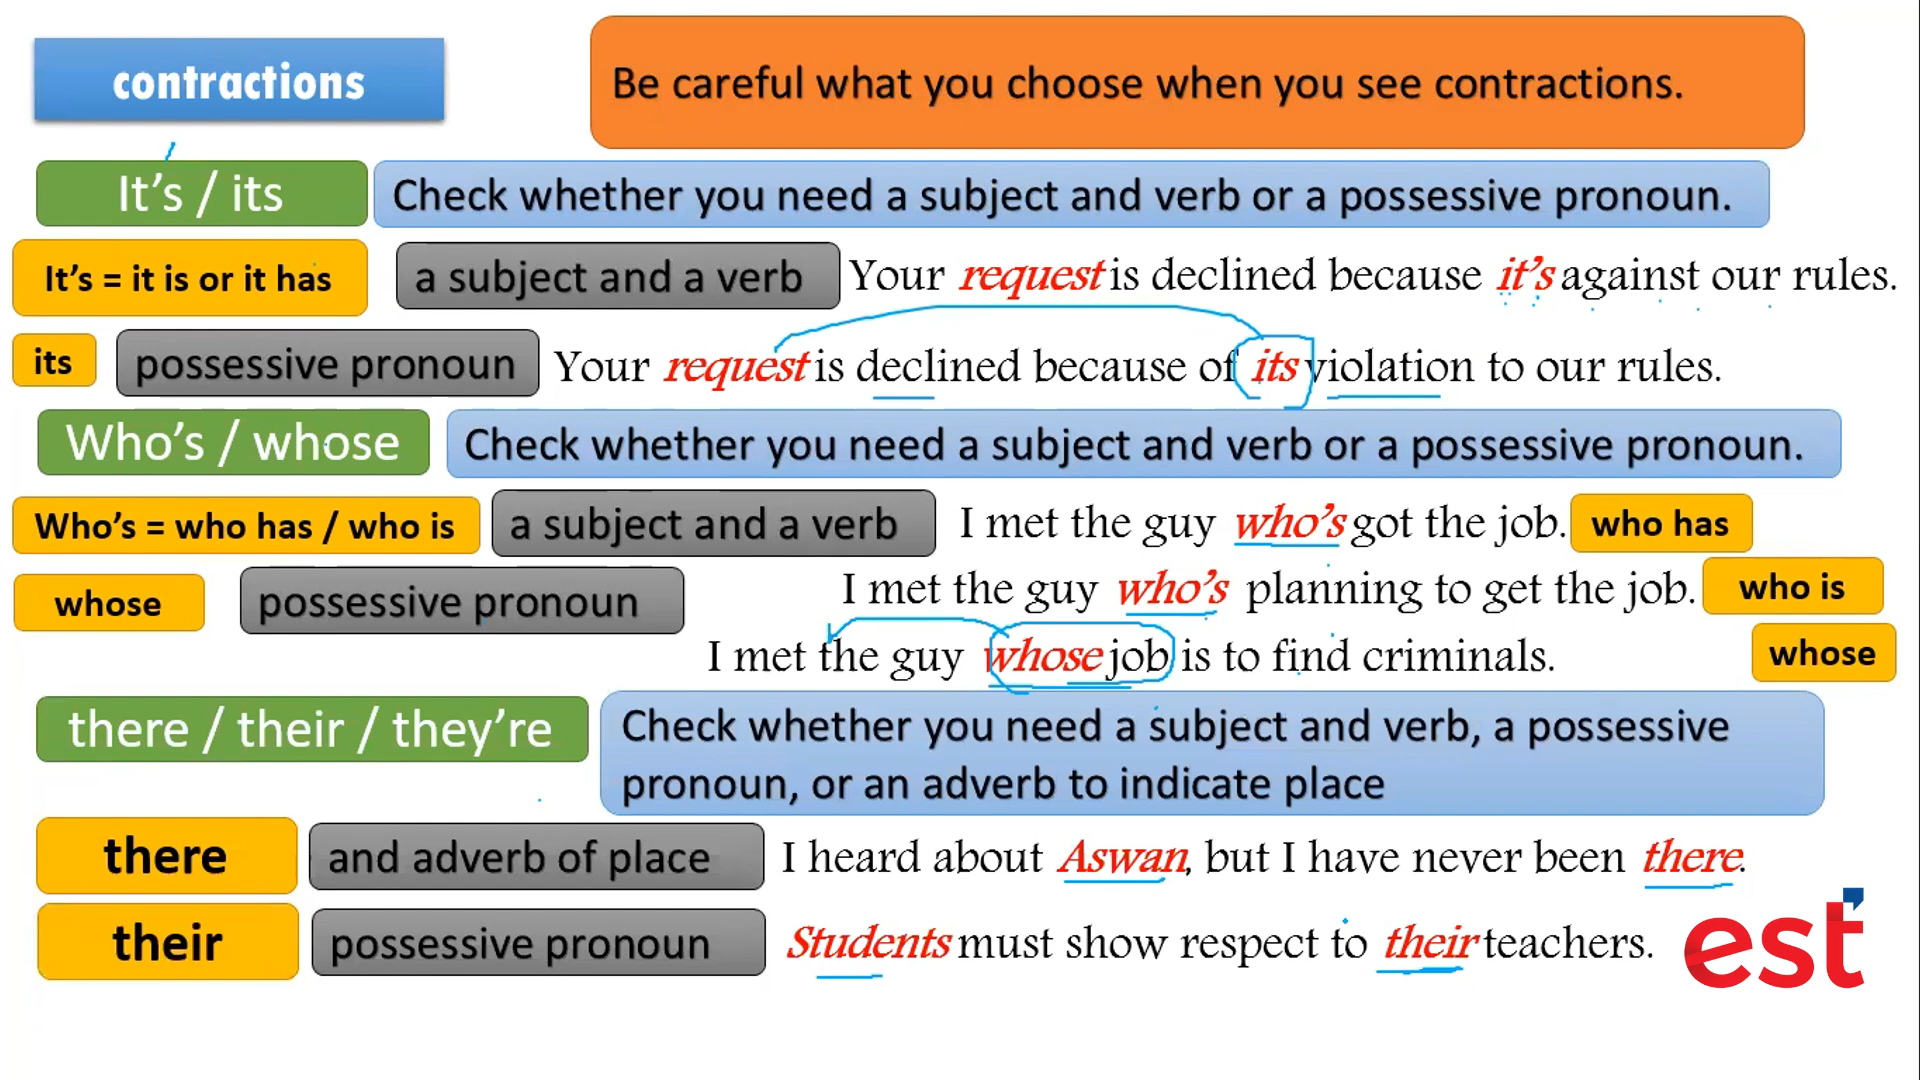 contractions
Be careful what you choose when you see contractions.
It’s / its
Check whether you need a subject and verb or a possessive pronoun.
It’s = it is or it has
a subject and a verb
Your request is declined because it’s against our rules.
its
possessive pronoun
Your request is declined because of its violation to our rules.
Who’s / whose
Check whether you need a subject and verb or a possessive pronoun.
Who’s = who has / who is
a subject and a verb
I met the guy who’s got the job.
who has
I met the guy who’s planning to get the job.
who is
whose
possessive pronoun
I met the guy whose job is to find criminals.
whose
there / their / they’re
Check whether you need a subject and verb, a possessive
pronoun, or an adverb to indicate place
there
and adverb of place
I heard about Aswan, but I have never been there.
their
possessive pronoun
Students must show respect to their teachers.
est